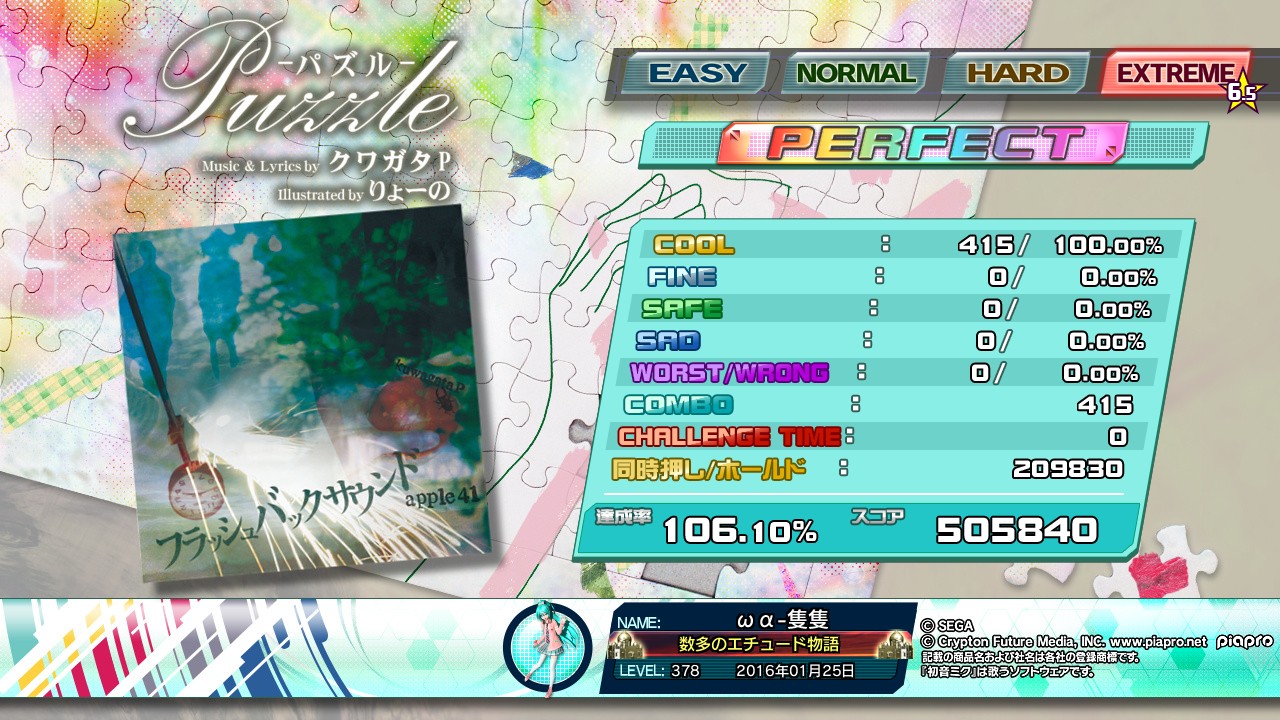 Puzzle
-パズル-
Music & Lyrics by クワガタP
Illustrated by りょーの
kuwagata.P
フラッシュバックサウンド
apple41
EASY
NORMAL
HARD
EXTREME
6.5
PERFECT
COOL : 415/ 100.00%
FINE : 0/ 0.00%
SAFE : 0/ 0.00%
SAD : 0/ 0.00%
WORST/WRONG : 0/ 0.00%
COMBO : 415
CHALLENGE TIME : 0
同時押し/ホールド : 209830
達成率 106.10% スコア 505840
NAME: ωα-隻隻
数多のエチュード物語
LEVEL: 378 2016年01月25日
© SEGA
© Crypton Future Media, INC. www.piapro.net piapro
記載の商品名および社名は各社の登録商標です。
『初音ミク』は歌うソフトウェアです。